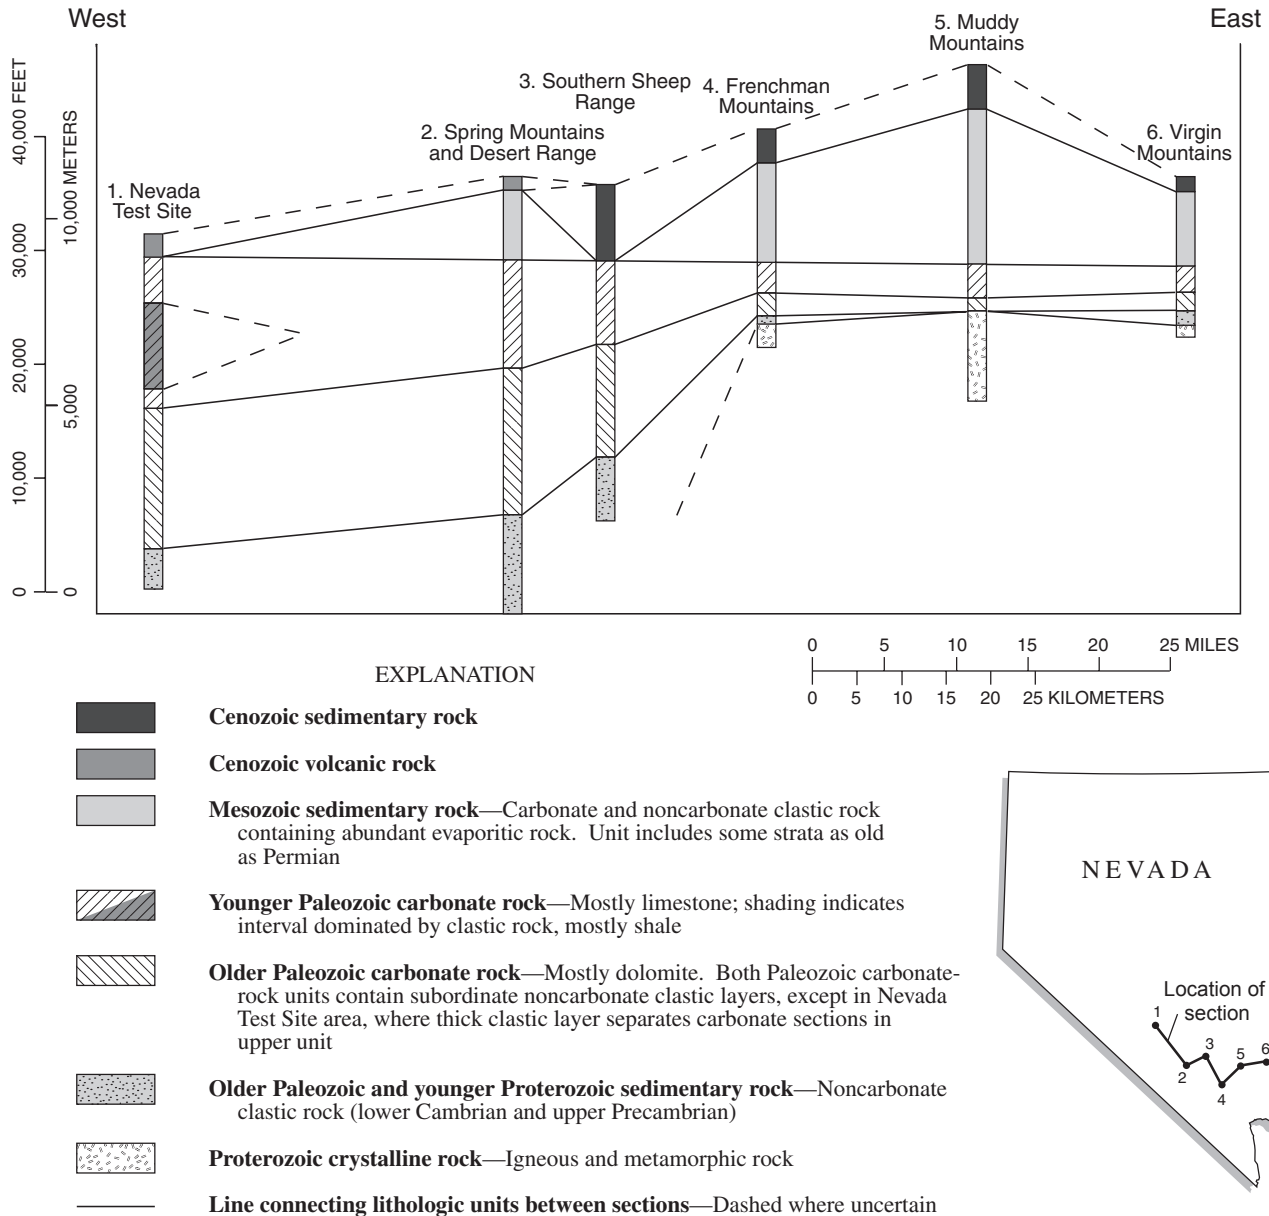 West
East
5. Muddy
Mountains
3. Southern Sheep
Range
4. Frenchman
Mountains
2. Spring Mountains
and Desert Range
6. Virgin
Mountains
1. Nevada
Test Site
40,000 FEET
30,000
20,000
10,000
0
10,000 METERS
5,000
0
0 5 10 15 20 25 MILES
0 5 10 15 20 25 KILOMETERS
EXPLANATION
Cenozoic sedimentary rock
Cenozoic volcanic rock
Mesozoic sedimentary rock—Carbonate and noncarbonate clastic rock
containing abundant evaporitic rock. Unit includes some strata as old
as Permian
Younger Paleozoic carbonate rock—Mostly limestone; shading indicates
interval dominated by clastic rock, mostly shale
Older Paleozoic carbonate rock—Mostly dolomite. Both Paleozoic carbonate-
rock units contain subordinate noncarbonate clastic layers, except in Nevada
Test Site area, where thick clastic layer separates carbonate sections in
upper unit
Older Paleozoic and younger Proterozoic sedimentary rock—Noncarbonate
clastic rock (lower Cambrian and upper Precambrian)
Proterozoic crystalline rock—Igneous and metamorphic rock
Line connecting lithologic units between sections—Dashed where uncertain
NEVADA
Location of
section
1
2
3
4
5
6